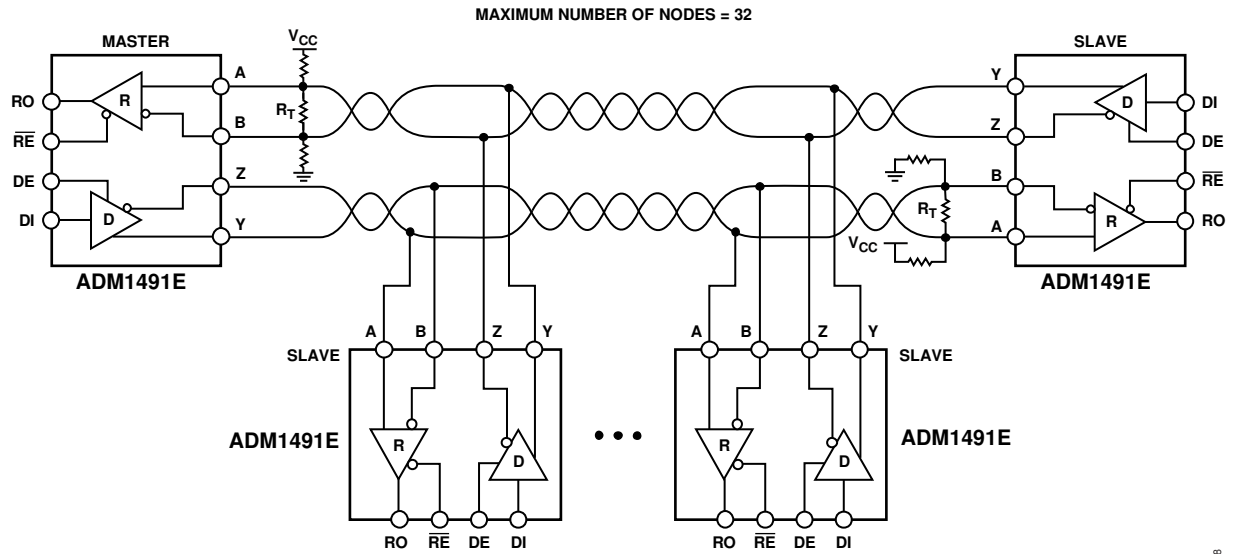 MAXIMUM NUMBER OF NODES = 32
MASTER
VCC
SLAVE
A
Y
RO
R
RT
D
DI
RE
B
Z
DE
DE
Z
B
RE
DI
D
RT
R
RO
Y
VCC
A
ADM1491E
ADM1491E
A
B
Z
Y
A
B
Z
Y
SLAVE
SLAVE
ADM1491E
R
D
R
D
ADM1491E
RO
RE
DE
DI
RO
RE
DE
DI